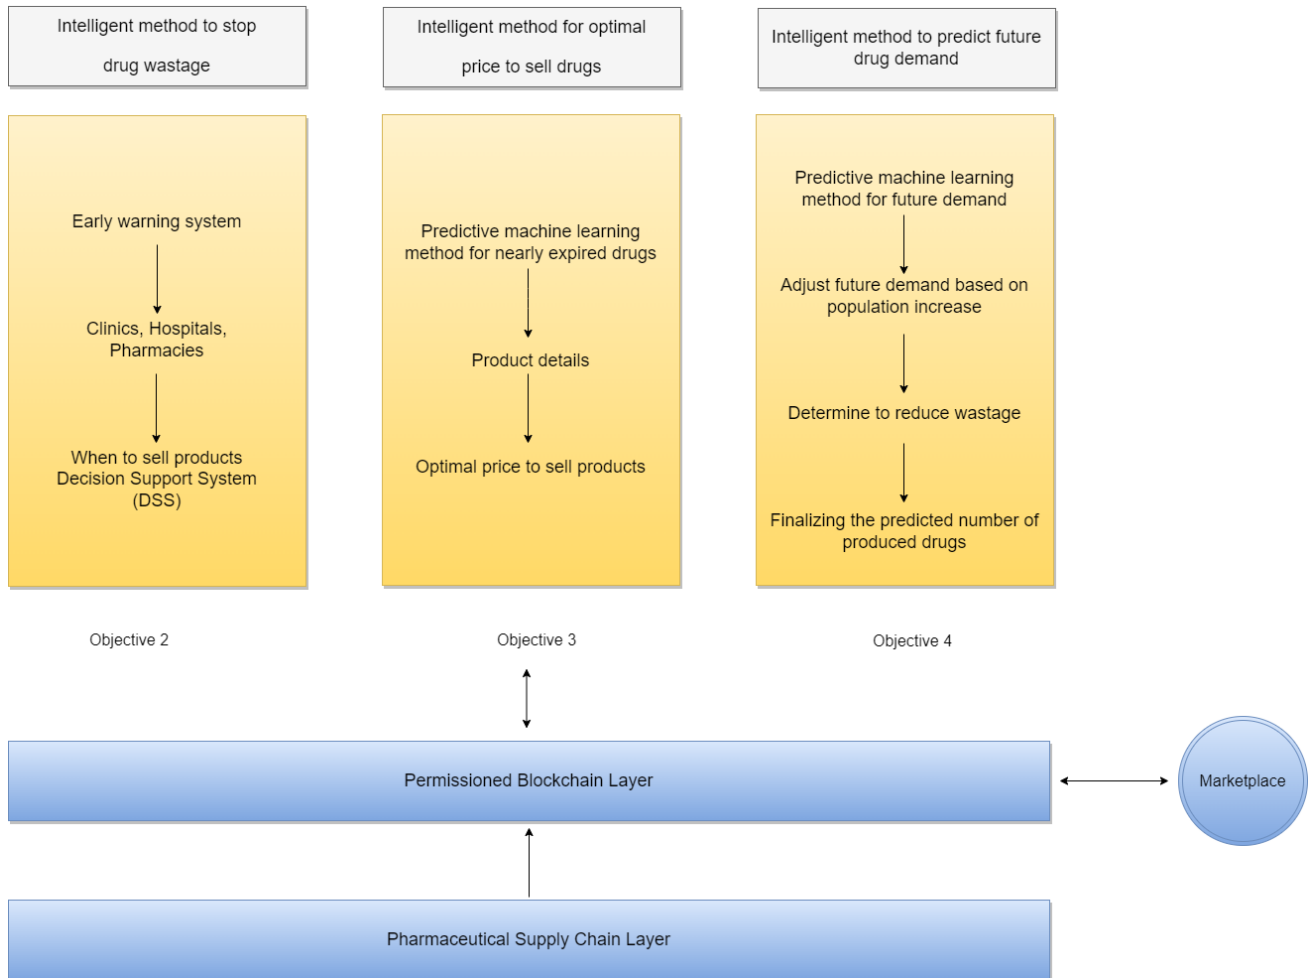 Intelligent method to stop
drug wastage
Intelligent method for optimal
price to sell drugs
Intelligent method to predict future
drug demand
Early warning system
Clinics, Hospitals,
Pharmacies
When to sell products
Decision Support System
(DSS)
Predictive machine learning
method for nearly expired drugs
Product details
Optimal price to sell products
Predictive machine learning
method for future demand
Adjust future demand based on
population increase
Determine to reduce wastage
Finalizing the predicted number of
produced drugs
Objective 2
Objective 3
Objective 4
Permissioned Blockchain Layer
Marketplace
Pharmaceutical Supply Chain Layer